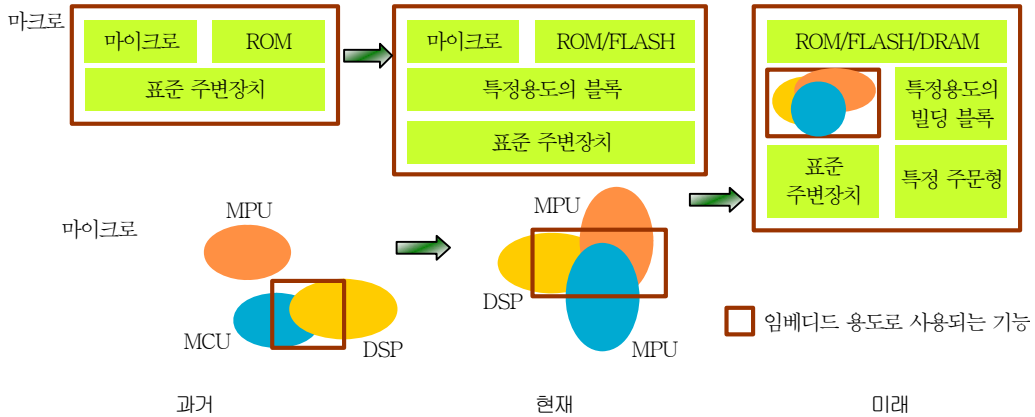 마크로
마이크로
ROM
표준 주변장치
마이크로
ROM/FLASH
특정용도의 블록
표준 주변장치
ROM/FLASH/DRAM
특정용도의
빌딩 블록
표준
주변장치
특정 주문형
마이크로
MPU
MCU
DSP
MPU
DSP
MPU
임베디드 용도로 사용되는 기능
과거
현재
미래